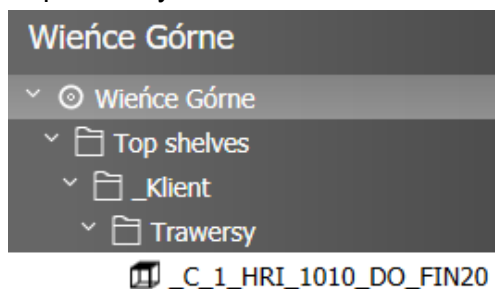 Wieńce Górne
Wieńce Górne
Top shelves
_Klient
Trawersy
_C_1_HRI_1010_DO_FIN20